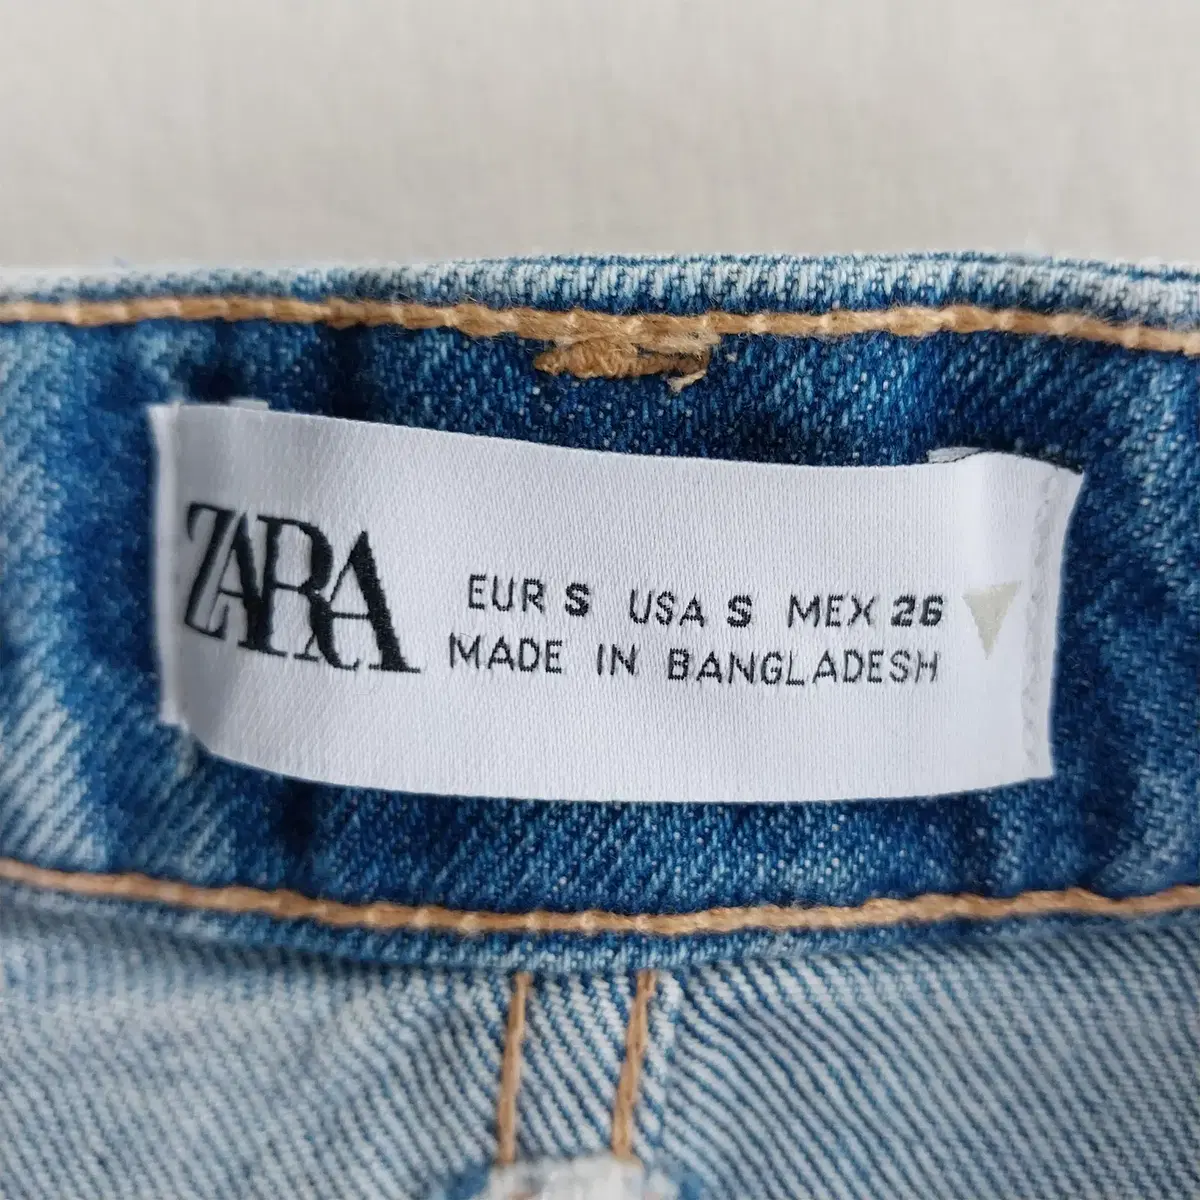 ZARA
EUR S USA S MEX 26
MADE IN BANGLADESH